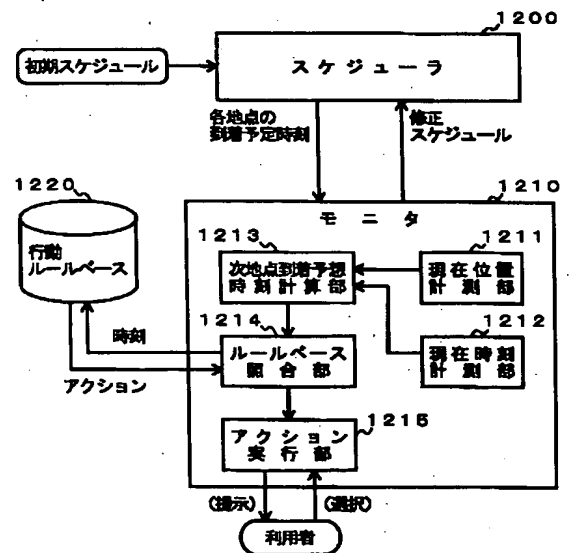 1200
初期スケジュール
スケジューラ
各地点の
到着予定時刻
修正
スケジュール
1220
1210
モニタ
行動
ルールベース
1213
次地点到着予想
時刻計算部
1211
現在位置
計測部
1214
ルールベース
照合部
1212
現在時刻
計測部
時刻
アクション
1215
アクション
実行部
(提示)
(選択)
利用者